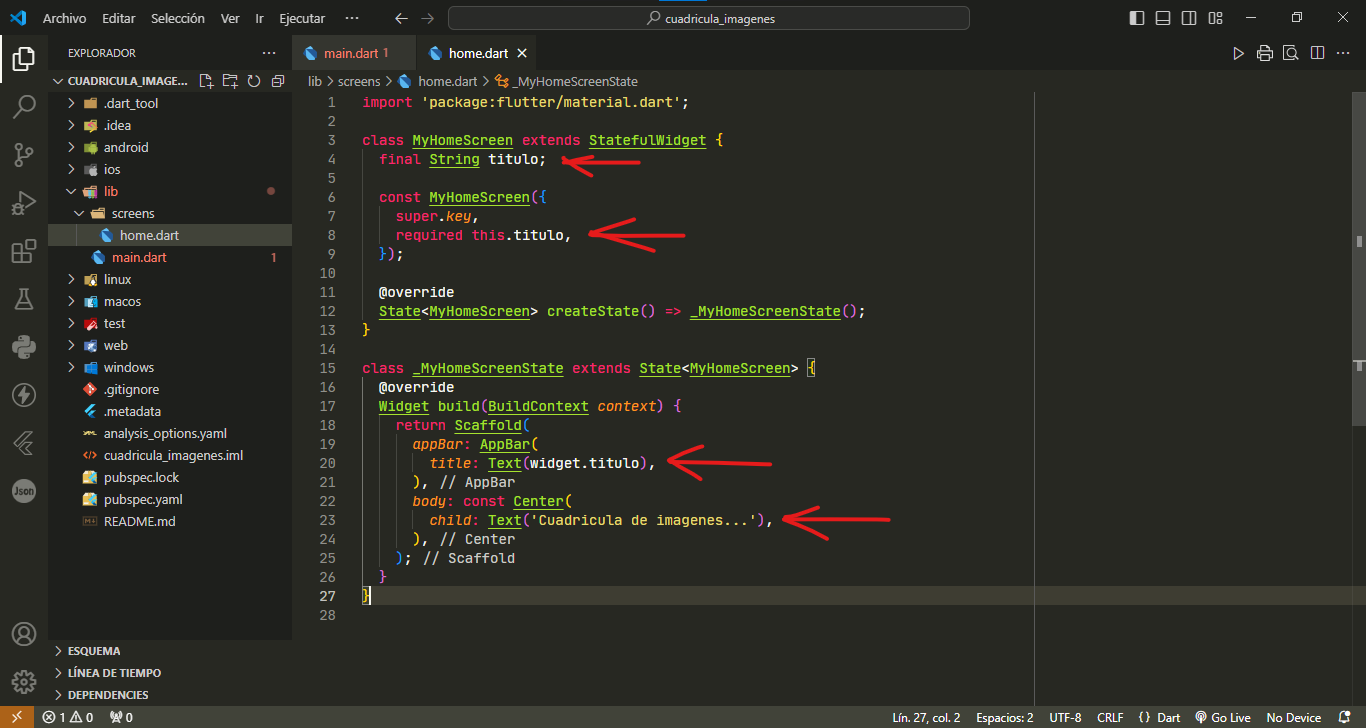 Archivo Editar Selección Ver Ir Ejecutar ··· cuadricula_imagenes
EXPLORADOR ···
CUADRICULA_IMAGE...
.dart_tool
.idea
android
ios
lib
screens
home.dart
main.dart 1
linux
macos
test
web
windows
.gitignore
.metadata
analysis_options.yaml
cuadricula_imagenes.iml
pubspec.lock
pubspec.yaml
README.md
ESQUEMA
LÍNEA DE TIEMPO
DEPENDENCIES
Json
main.dart 1 home.dart
lib > screens > home.dart > _MyHomeScreenState
1 import 'package:flutter/material.dart';
2
3 class MyHomeScreen extends StatefulWidget {
4 final String titulo;
5
6 const MyHomeScreen({
7 super.key,
8 required this.titulo,
9 });
10
11 @override
12 State<MyHomeScreen> createState() => _MyHomeScreenState();
13 }
14
15 class _MyHomeScreenState extends State<MyHomeScreen> {
16 @override
17 Widget build(BuildContext context) {
18 return Scaffold(
19 appBar: AppBar(
20 title: Text(widget.titulo),
21 ), // AppBar
22 body: const Center(
23 child: Text('Cuadricula de imagenes...'),
24 ), // Center
25 ); // Scaffold
26 }
27 }
28
1 0 0 Lín. 27, col. 2 Espacios: 2 UTF-8 CRLF {} Dart Go Live No Device